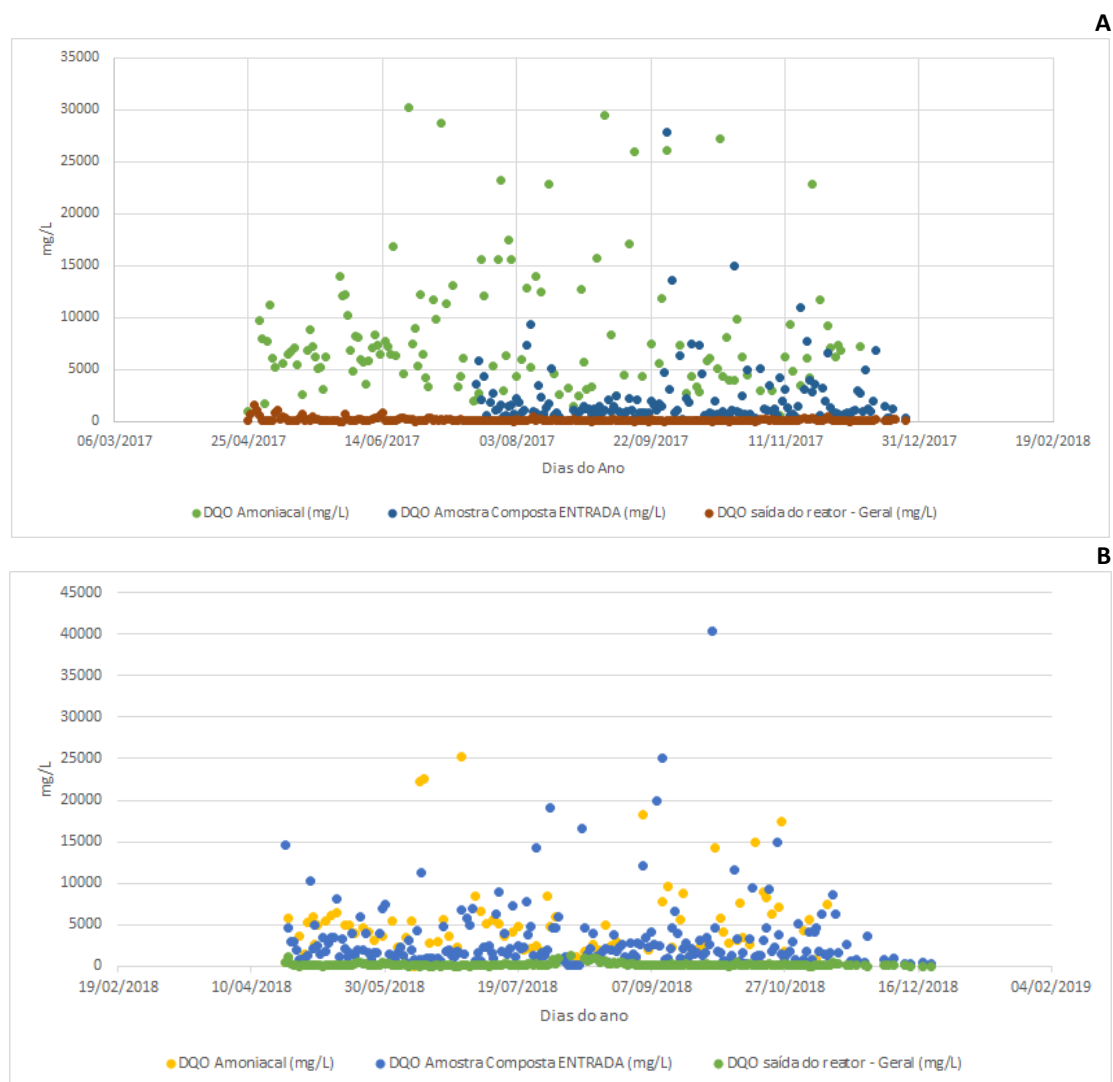 A
35000
30000
25000
20000
15000
10000
5000
0
mg/L
06/03/2017 25/04/2017 14/06/2017 03/08/2017 22/09/2017 11/11/2017 31/12/2017 19/02/2018
Dias do Ano
DQO Amoniacal (mg/L) DQO Amostra Composta ENTRADA (mg/L) DQO saída do reator - Geral (mg/L)
B
45000
40000
35000
30000
25000
20000
15000
10000
5000
0
mg/L
19/02/2018 10/04/2018 30/05/2018 19/07/2018 07/09/2018 27/10/2018 16/12/2018 04/02/2019
Dias do ano
DQO Amoniacal (mg/L) DQO Amostra Composta ENTRADA (mg/L) DQO saída do reator - Geral (mg/L)